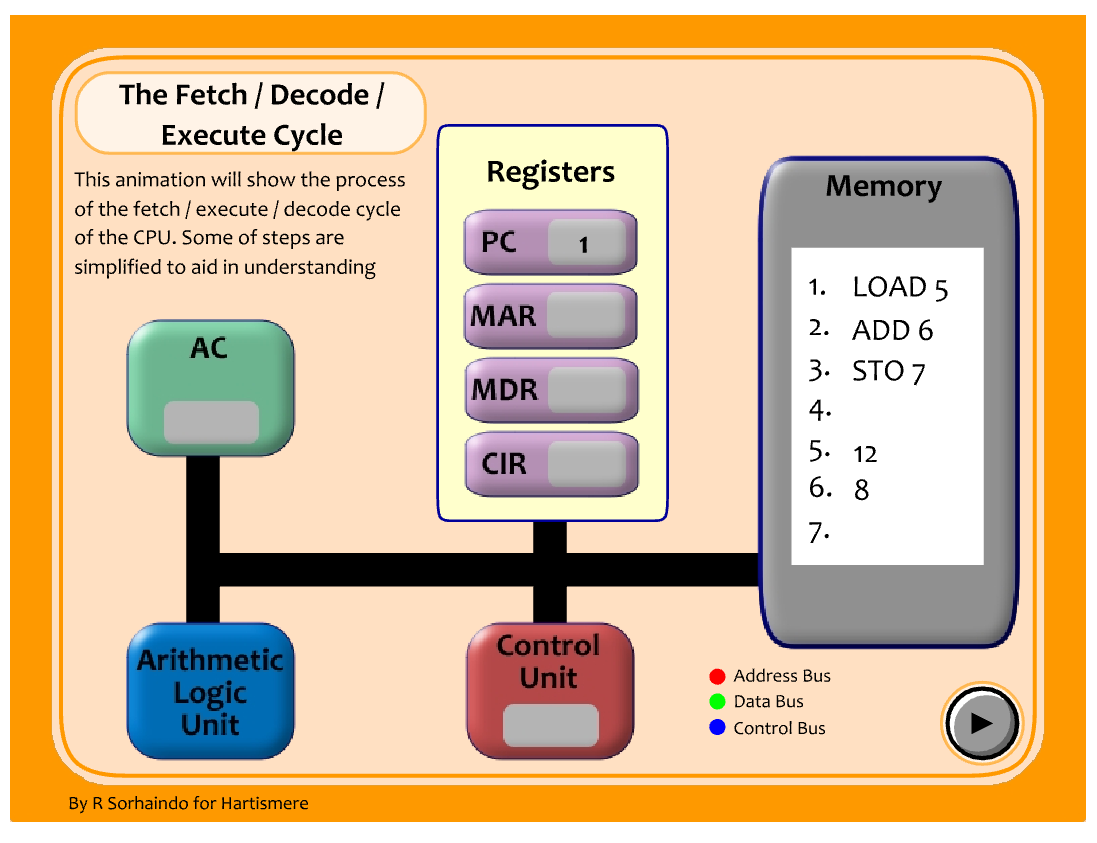 The Fetch / Decode /
Execute Cycle
This animation will show the process
of the fetch / execute / decode cycle
of the CPU. Some of steps are
simplified to aid in understanding
AC
Registers
PC 1
MAR
MDR
CIR
Memory
1. LOAD 5
2. ADD 6
3. STO 7
4.
5. 12
6. 8
7.
Arithmetic
Logic
Unit
Control
Unit
Address Bus
Data Bus
Control Bus
By R Sorhaindo for Hartismere